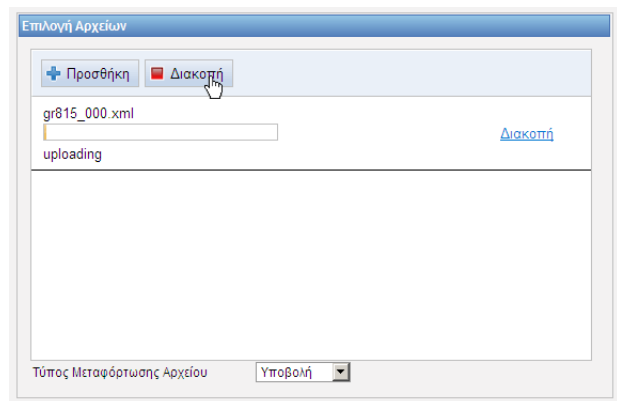 Επιλογή Αρχείων
Προσθήκη Διακοπή
gr815_000.xml
Διακοπή
uploading
Τύπος Μεταφόρτωσης Αρχείου Υποβολή